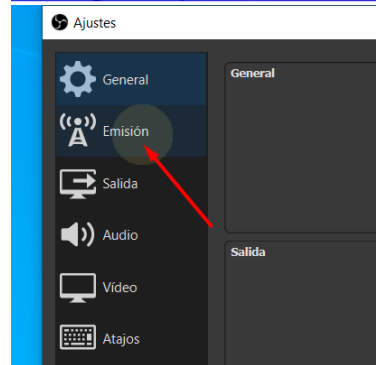 Ajustes
General
General
Emisión
Salida
Audio
Salida
Vídeo
Atajos